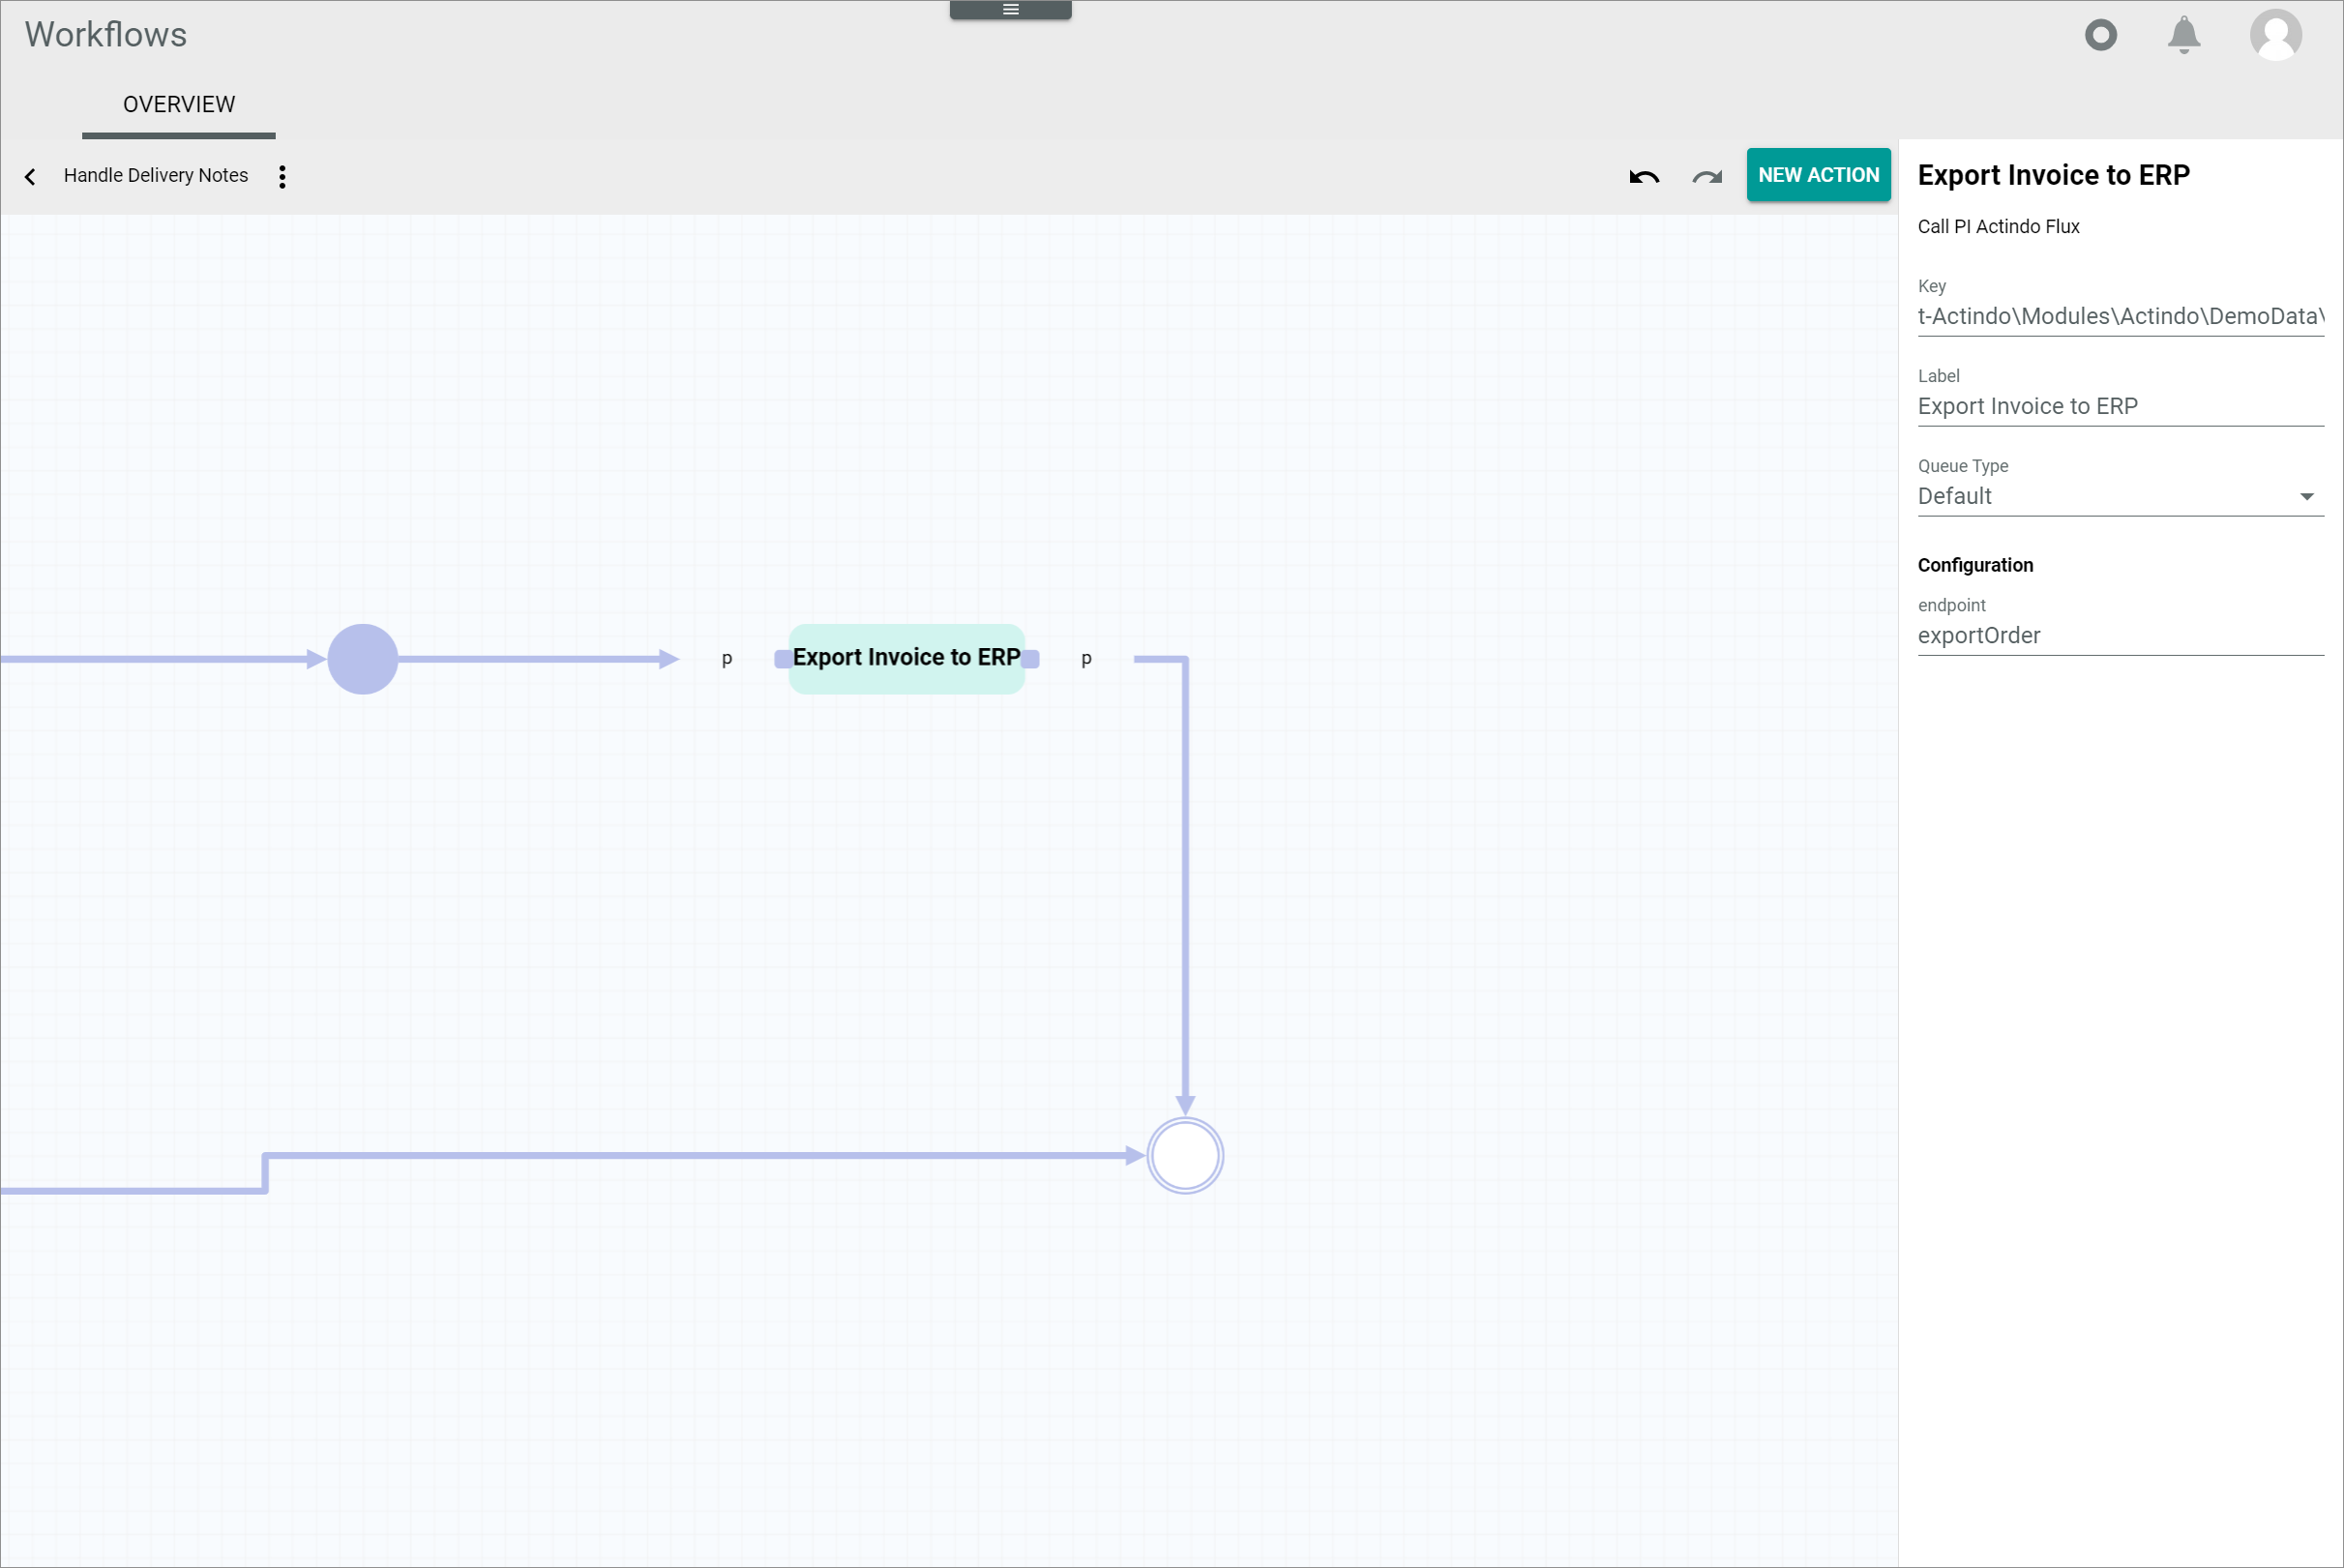 Workflows
OVERVIEW
Handle Delivery Notes
NEW ACTION
Export Invoice to ERP
Call PI Actindo Flux
Key
t-Actindo\Modules\Actindo\DemoData\
Label
Export Invoice to ERP
Queue Type
Default
Configuration
endpoint
exportOrder
p
Export Invoice to ERP
p